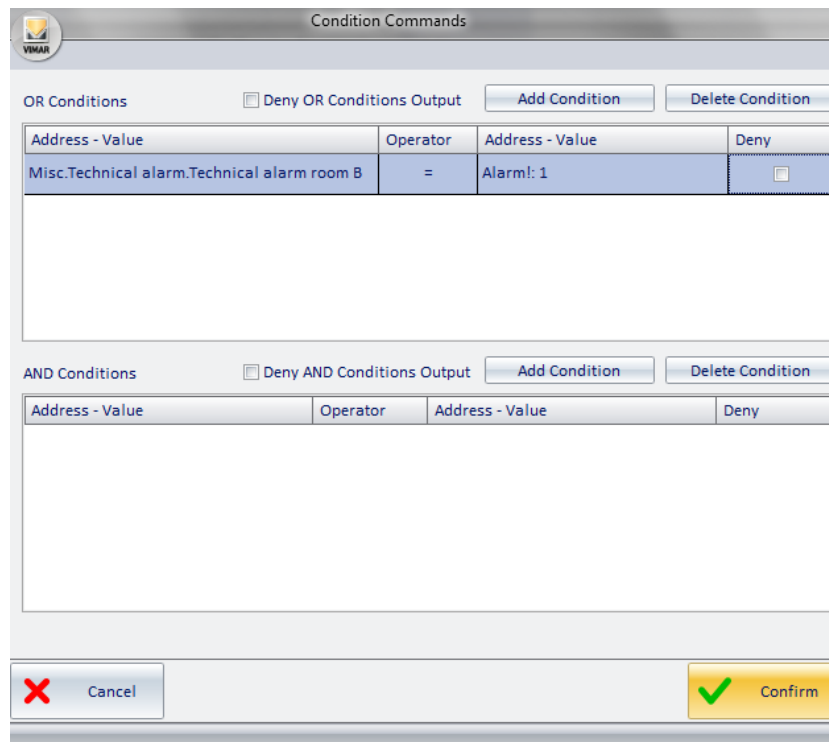 Condition Commands
VIMAR
OR Conditions Deny OR Conditions Output Add Condition Delete Condition
Address - Value Operator Address - Value Deny
Misc.Technical alarm.Technical alarm room B = Alarm!: 1
AND Conditions Deny AND Conditions Output Add Condition Delete Condition
Address - Value Operator Address - Value Deny
Cancel Confirm